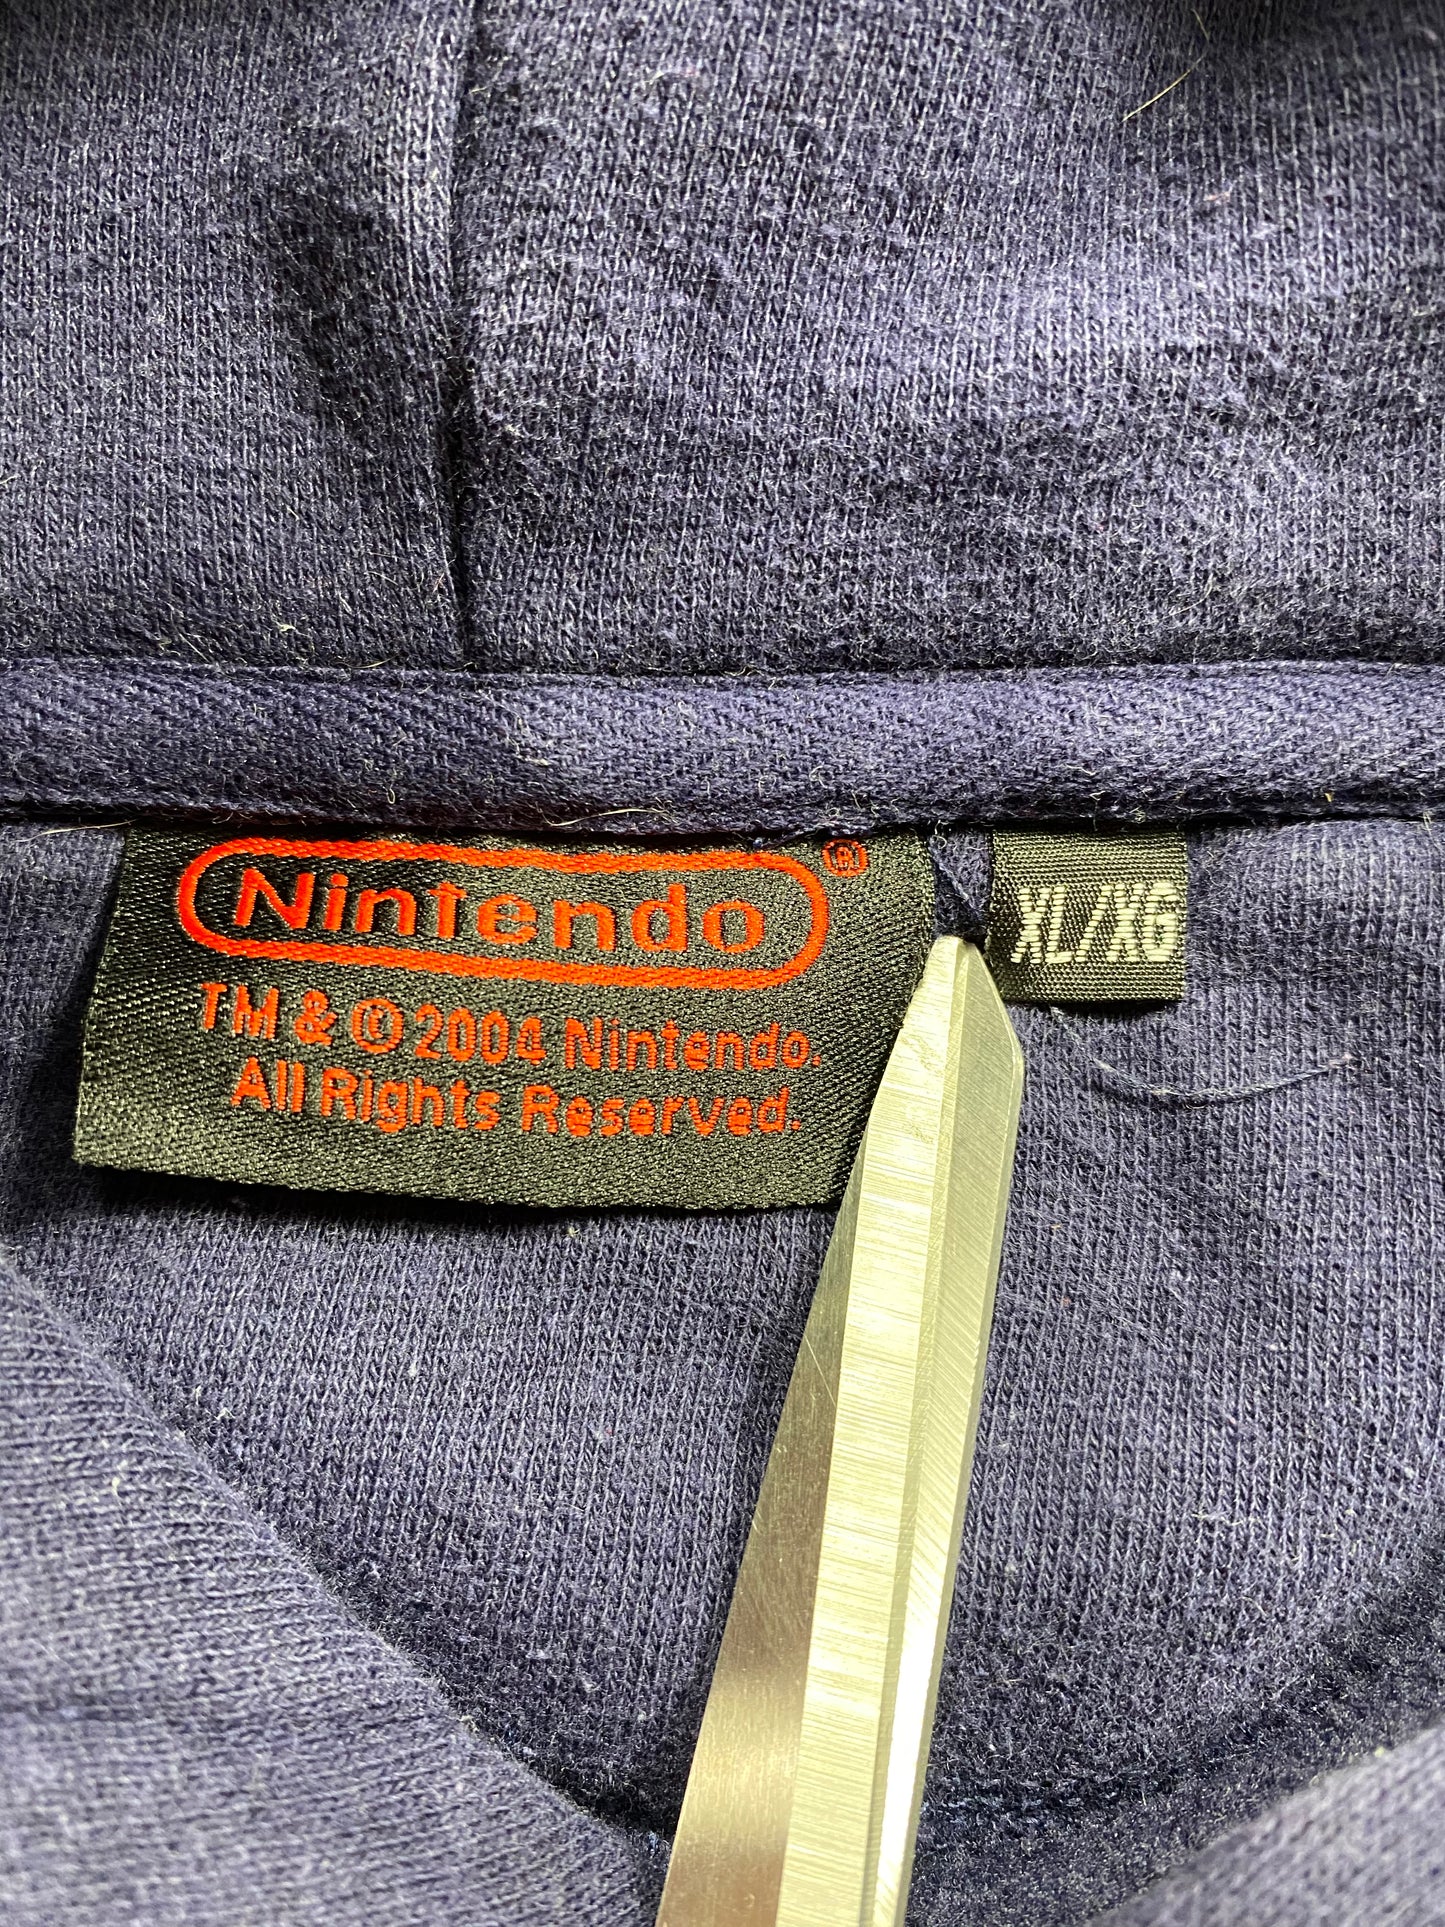 Nintendo®
TM & © 2004 Nintendo.
All Rights Reserved.
XL/XG